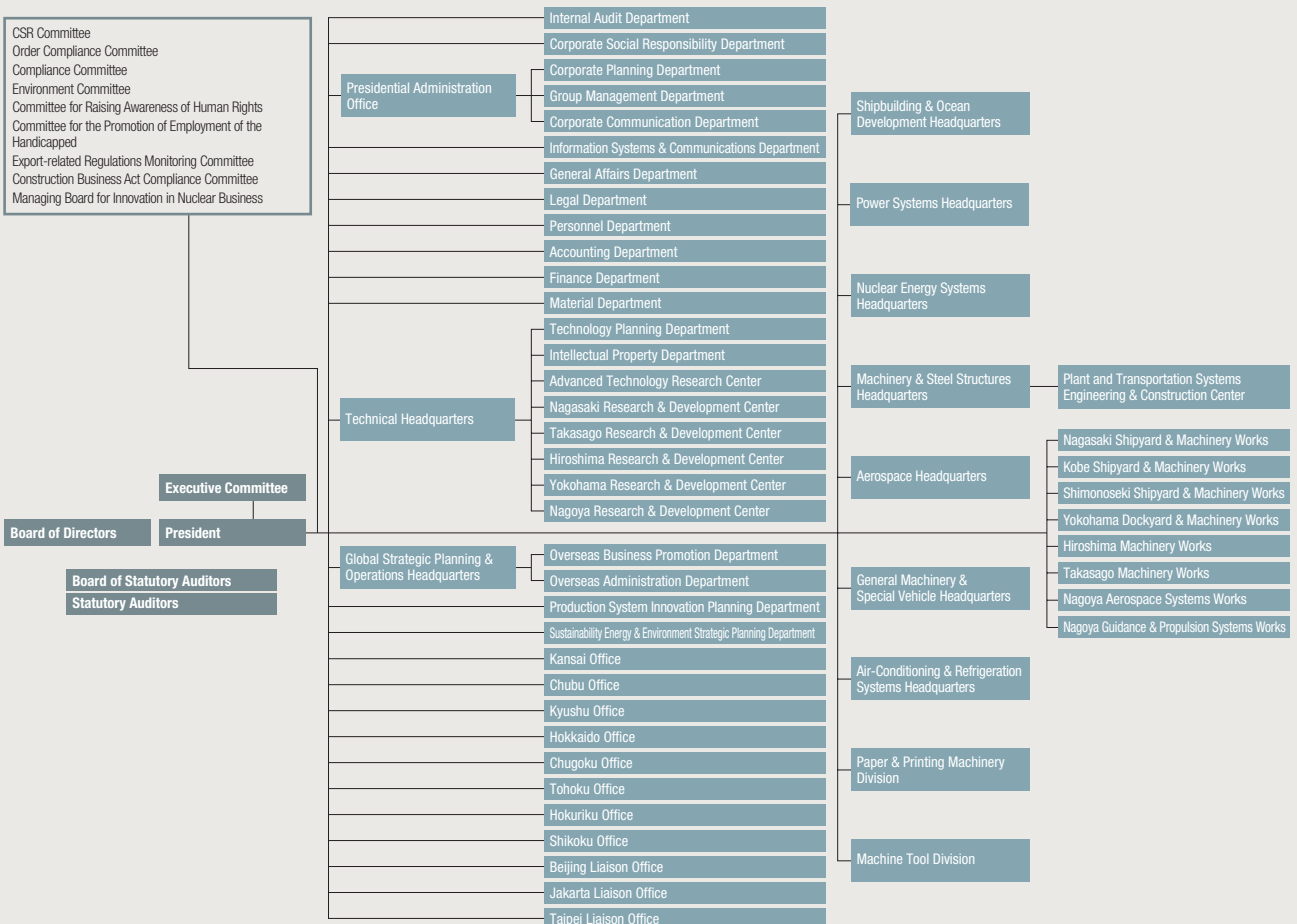 CSR Committee
Order Compliance Committee
Compliance Committee
Environment Committee
Committee for Raising Awareness of Human Rights
Committee for the Promotion of Employment of the
Handicapped
Export-related Regulations Monitoring Committee
Construction Business Act Compliance Committee
Managing Board for Innovation in Nuclear Business
Executive Committee
Board of Directors
President
Board of Statutory Auditors
Statutory Auditors
Presidential Administration
Office
Technical Headquarters
Global Strategic Planning &
Operations Headquarters
Internal Audit Department
Corporate Social Responsibility Department
Corporate Planning Department
Group Management Department
Corporate Communication Department
Information Systems & Communications Department
General Affairs Department
Legal Department
Personnel Department
Accounting Department
Finance Department
Material Department
Technology Planning Department
Intellectual Property Department
Advanced Technology Research Center
Nagasaki Research & Development Center
Takasago Research & Development Center
Hiroshima Research & Development Center
Yokohama Research & Development Center
Nagoya Research & Development Center
Overseas Business Promotion Department
Overseas Administration Department
Production System Innovation Planning Department
Sustainability Energy & Environment Strategic Planning Department
Kansai Office
Chubu Office
Kyushu Office
Hokkaido Office
Chugoku Office
Tohoku Office
Hokuriku Office
Shikoku Office
Beijing Liaison Office
Jakarta Liaison Office
Taipei Liaison Office
Shipbuilding & Ocean
Development Headquarters
Power Systems Headquarters
Nuclear Energy Systems
Headquarters
Machinery & Steel Structures
Headquarters
Aerospace Headquarters
General Machinery &
Special Vehicle Headquarters
Air-Conditioning & Refrigeration
Systems Headquarters
Paper & Printing Machinery
Division
Machine Tool Division
Plant and Transportation Systems
Engineering & Construction Center
Nagasaki Shipyard & Machinery Works
Kobe Shipyard & Machinery Works
Shimonoseki Shipyard & Machinery Works
Yokohama Dockyard & Machinery Works
Hiroshima Machinery Works
Takasago Machinery Works
Nagoya Aerospace Systems Works
Nagoya Guidance & Propulsion Systems Works